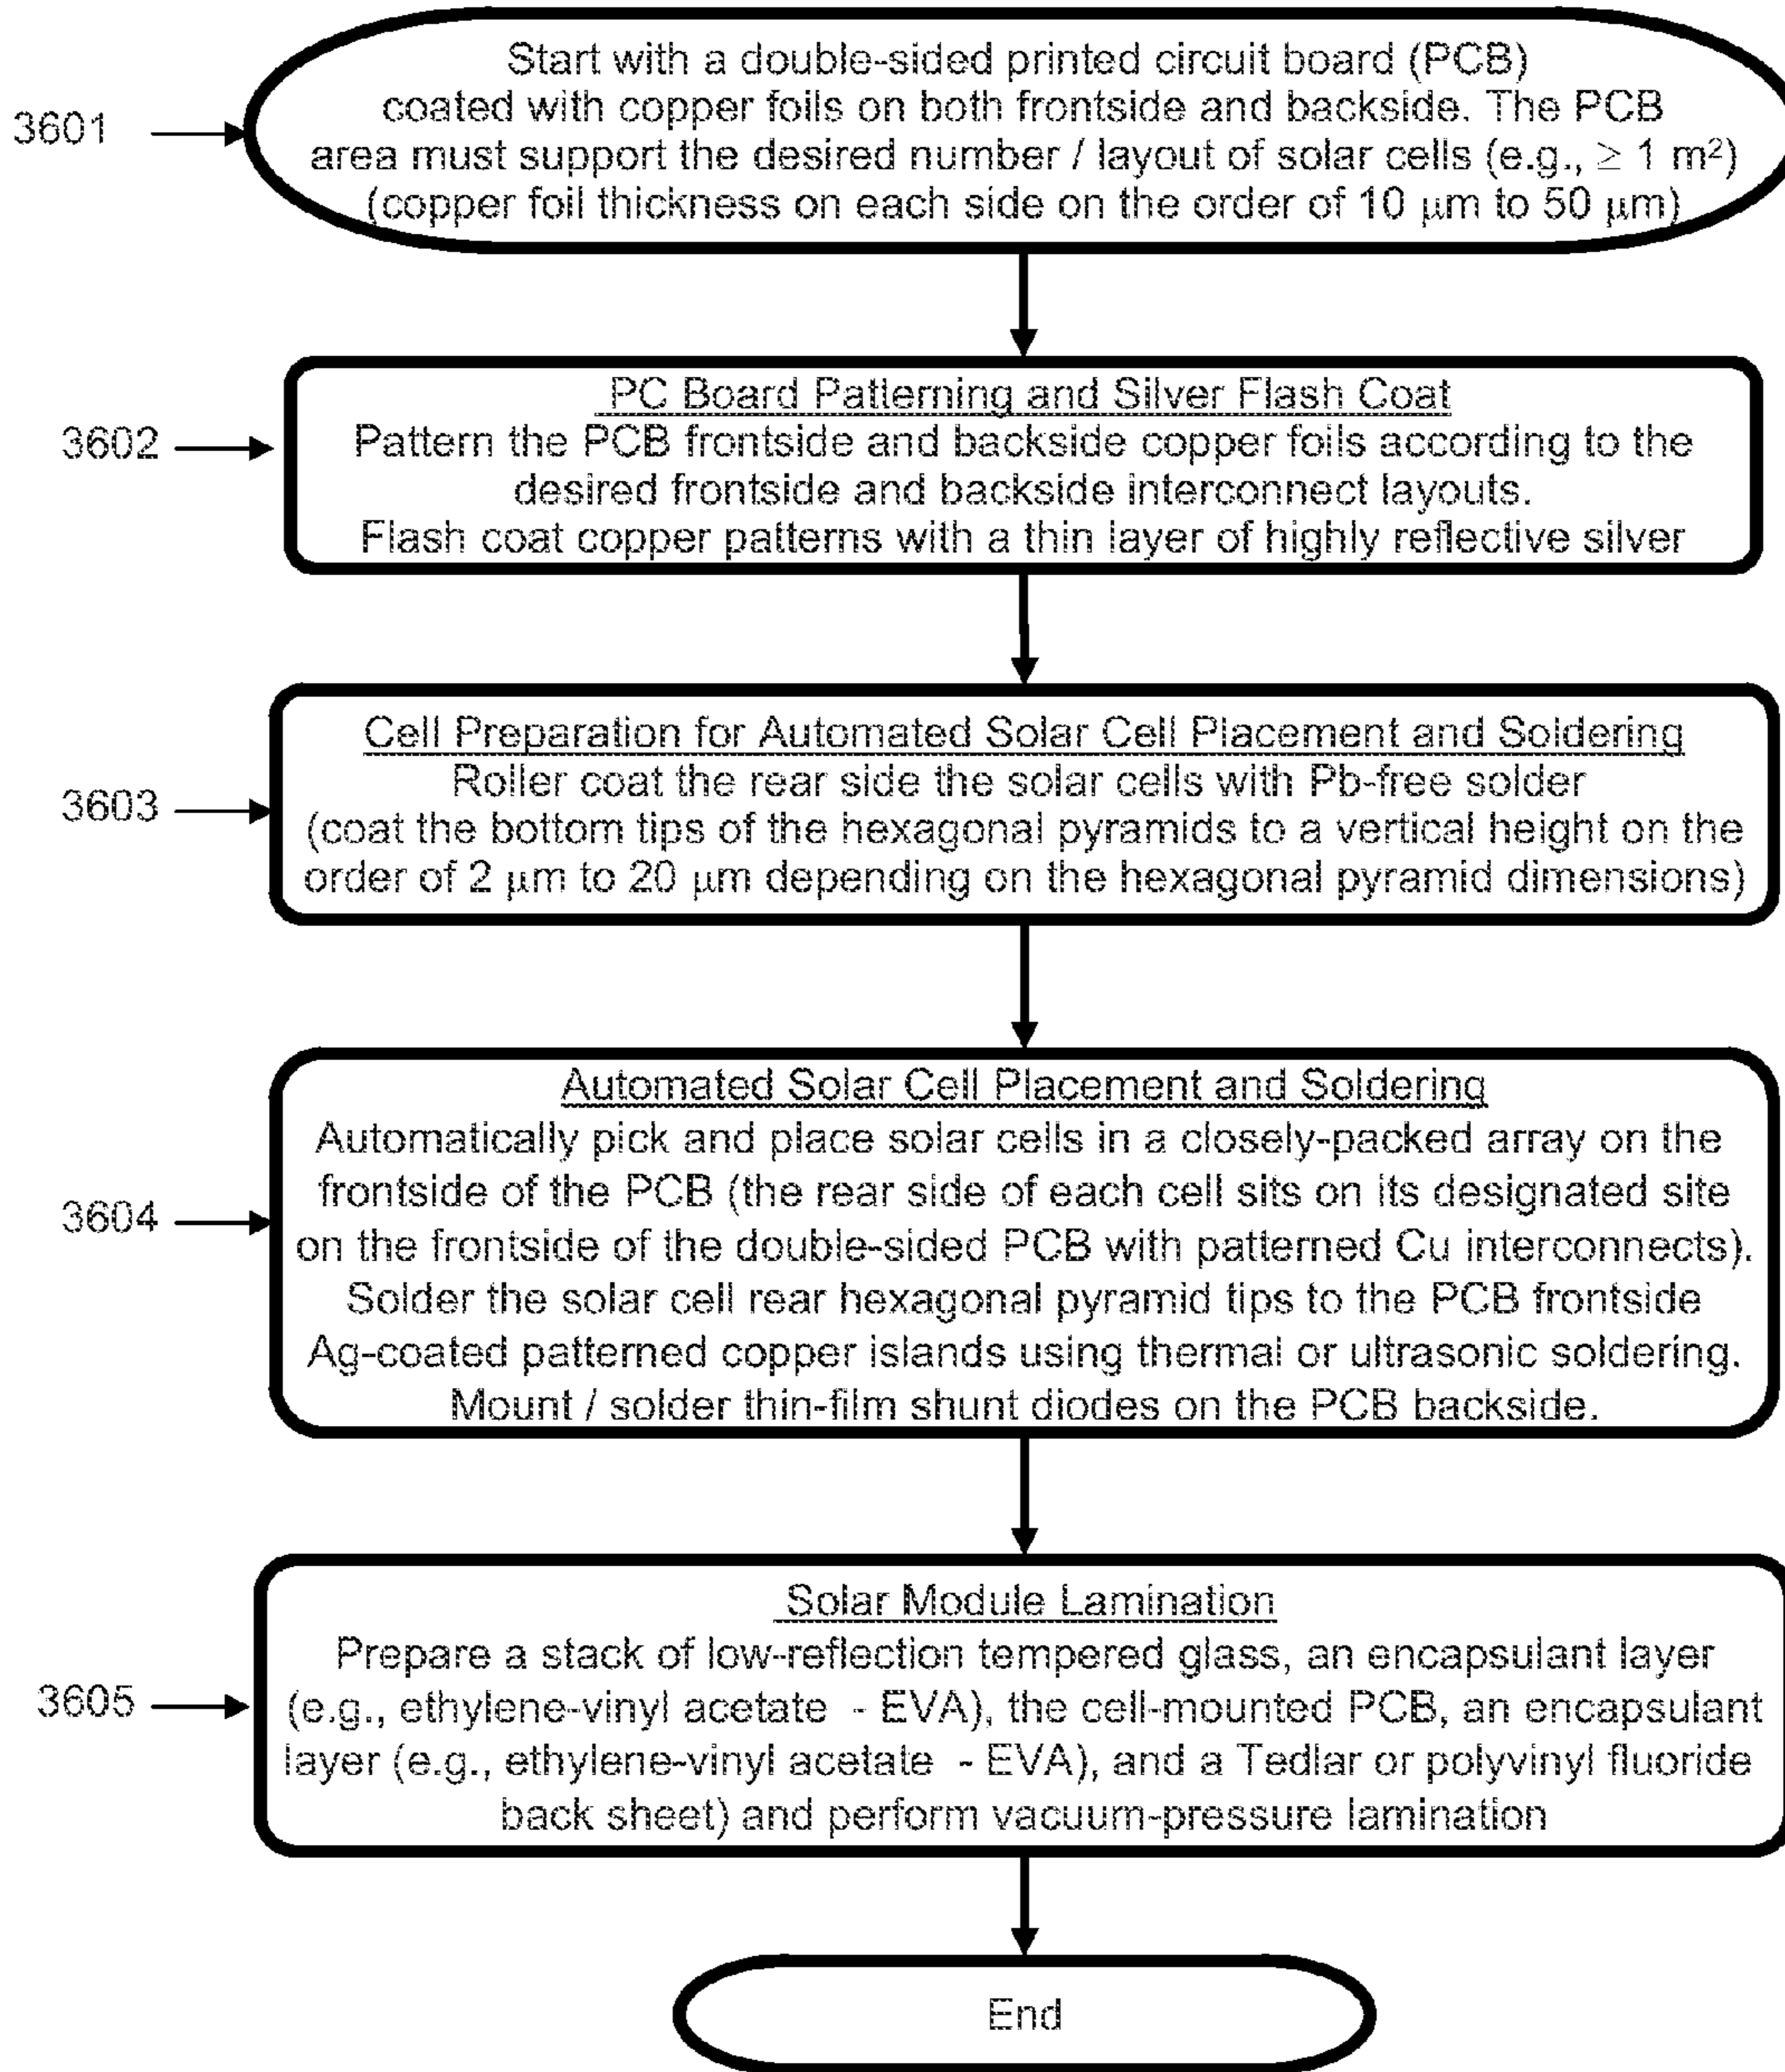 Start with a double-sided printed circuit board (PCB)
coated with copper foils on both frontside and backside. The PCB
area must support the desired number / layout of solar cells (e.g., ≥ 1 m²)
(copper foil thickness on each side on the order of 10 μm to 50 μm)
3601
PC Board Patterning and Silver Flash Coat
Pattern the PCB frontside and backside copper foils according to the
desired frontside and backside interconnect layouts.
Flash coat copper patterns with a thin layer of highly reflective silver
3602
Cell Preparation for Automated Solar Cell Placement and Soldering
Roller coat the rear side the solar cells with Pb-free solder
(coat the bottom tips of the hexagonal pyramids to a vertical height on the
order of 2 μm to 20 μm depending on the hexagonal pyramid dimensions)
3603
Automated Solar Cell Placement and Soldering
Automatically pick and place solar cells in a closely-packed array on the
frontside of the PCB (the rear side of each cell sits on its designated site
on the frontside of the double-sided PCB with patterned Cu interconnects).
Solder the solar cell rear hexagonal pyramid tips to the PCB frontside
Ag-coated patterned copper islands using thermal or ultrasonic soldering.
Mount / solder thin-film shunt diodes on the PCB backside.
3604
Solar Module Lamination
Prepare a stack of low-reflection tempered glass, an encapsulant layer
(e.g., ethylene-vinyl acetate - EVA), the cell-mounted PCB, an encapsulant
layer (e.g., ethylene-vinyl acetate - EVA), and a Tedlar or polyvinyl fluoride
back sheet) and perform vacuum-pressure lamination
3605
End